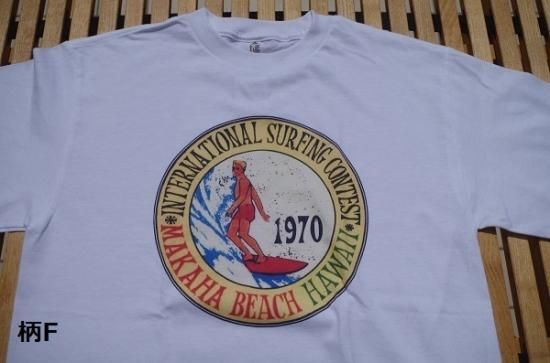 INTERNATIONAL SURFING CONTEST
1970
MAKAHA BEACH HAWAII
柄F